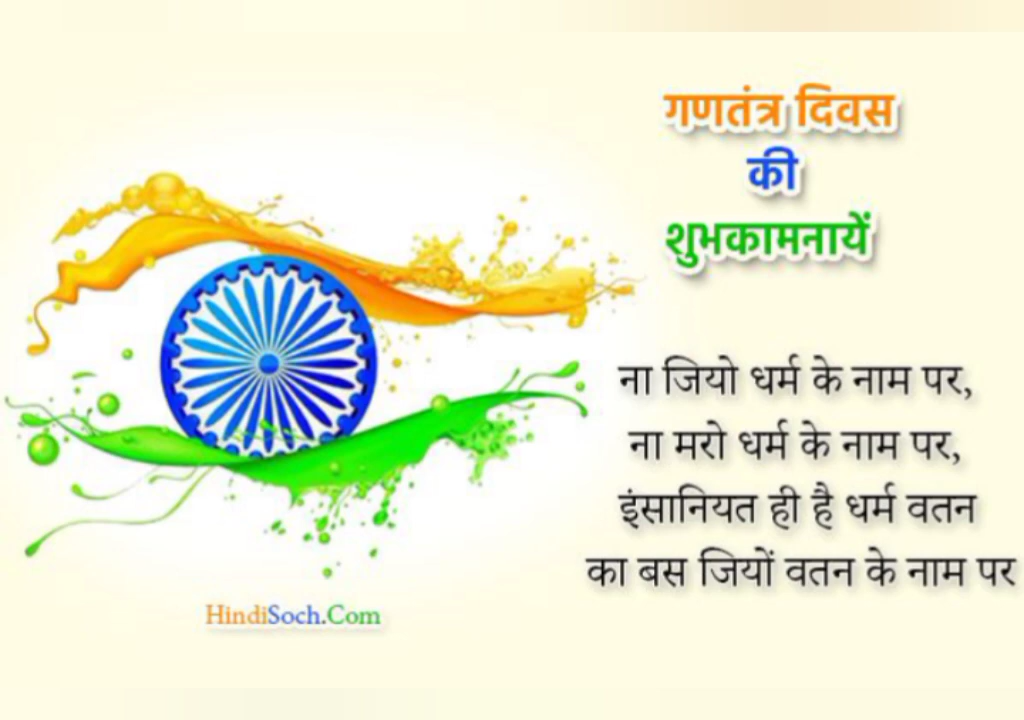 गणतंत्र दिवस
की
शुभकामनायें
ना जियो धर्म के नाम पर,
ना मरो धर्म के नाम पर,
इंसानियत ही है धर्म वतन
का बस जियों वतन के नाम पर
HindiSoch.Com